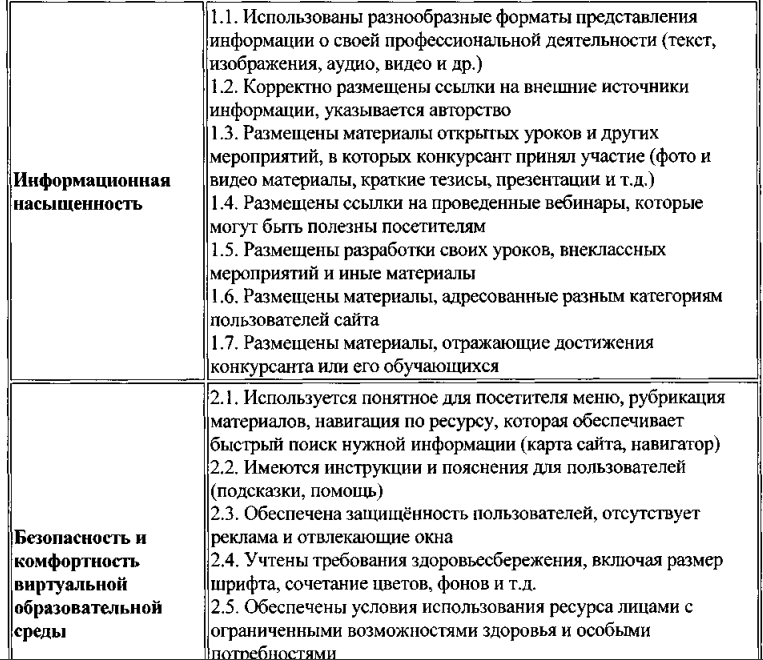 Информационная
насыщенность
1.1. Использованы разнообразные форматы представления
информации о своей профессиональной деятельности (текст,
изображения, аудио, видео и др.)
1.2. Корректно размещены ссылки на внешние источники
информации, указывается авторство
1.3. Размещены материалы открытых уроков и других
мероприятий, в которых конкурсант принял участие (фото и
видео материалы, краткие тезисы, презентации и т.д.)
1.4. Размещены ссылки на проведенные вебинары, которые
могут быть полезны посетителям
1.5. Размещены разработки своих уроков, внеклассных
мероприятий и иные материалы
1.6. Размещены материалы, адресованные разным категориям
пользователей сайта
1.7. Размещены материалы, отражающие достижения
конкурсанта или его обучающихся
Безопасность и
комфортность
виртуальной
образовательной
среды
2.1. Используется понятное для посетителя меню, рубрикация
материалов, навигация по ресурсу, которая обеспечивает
быстрый поиск нужной информации (карта сайта, навигатор)
2.2. Имеются инструкции и пояснения для пользователей
(подсказки, помощь)
2.3. Обеспечена защищённость пользователей, отсутствует
реклама и отвлекающие окна
2.4. Учтены требования здоровьесбережения, включая размер
шрифта, сочетание цветов, фонов и т.д.
2.5. Обеспечены условия использования ресурса лицами с
ограниченными возможностями здоровья и особыми
потребностями